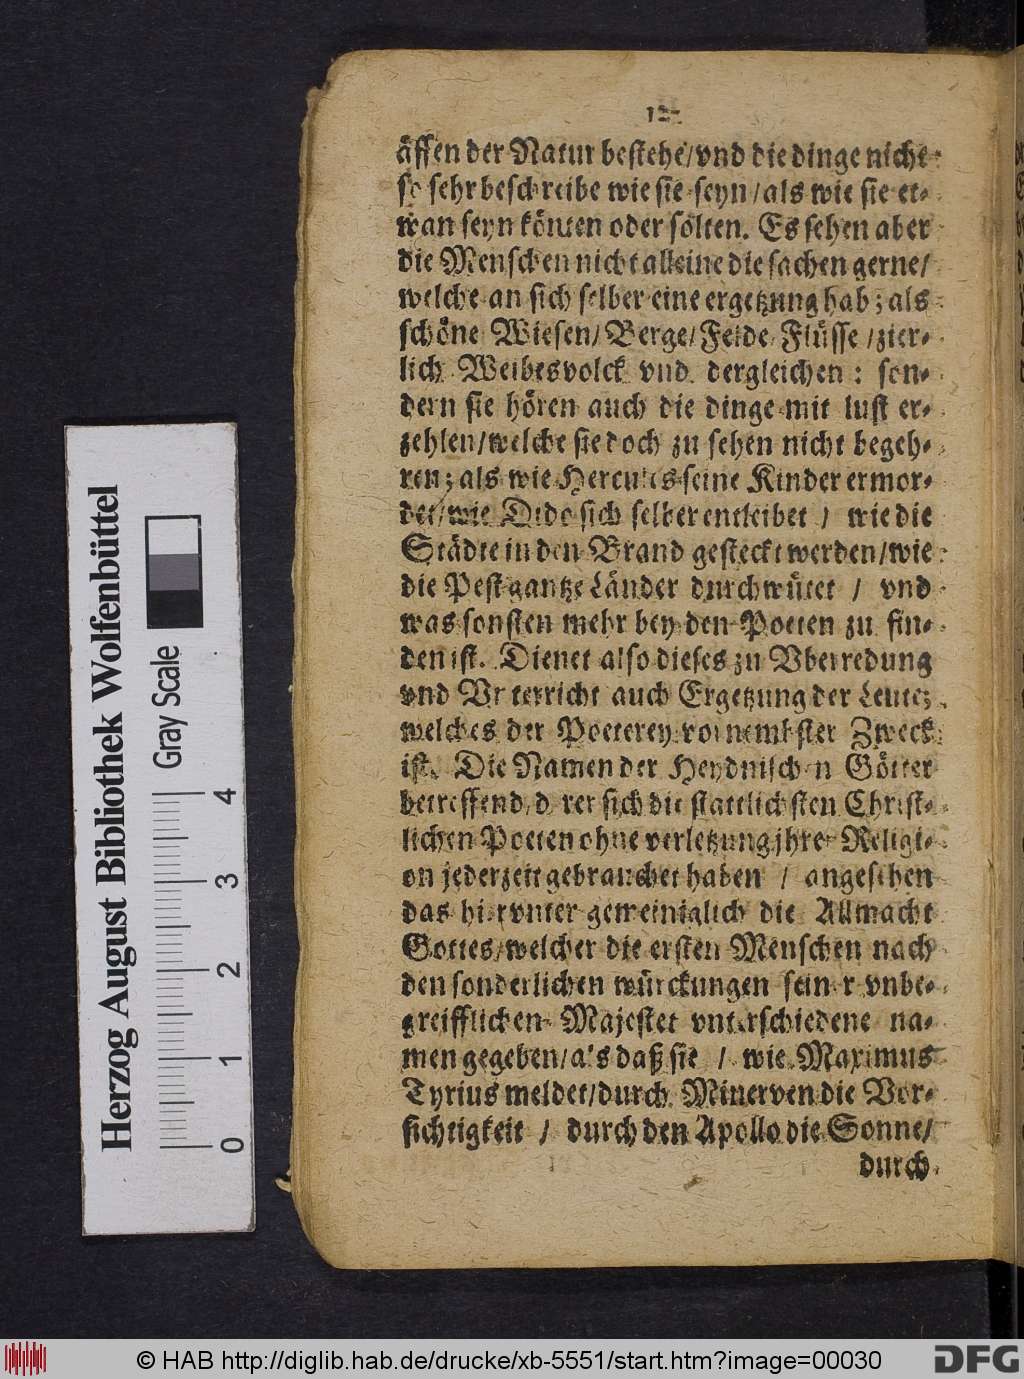 äffen der Natur bestehe/vnd die dinge nicht
so sehr beschreibe wie sie seyn/als wie sie et-
wan seyn könten oder solten. Es sehen aber
die Menschen nicht alleine die sachen gerne/
welche an sich selber eine ergetzung hab; als
schöne Wiesen/Berge/Felde Flüsse/zier-
lich Weibesvolck vnd dergleichen: son-
dern sie hören auch die dinge mit lust er-
zehlen/welche sie doch zu sehen nicht begeh-
ren; als wie Hercules seine Kinder ermor-
det/wie Dido sich selber entleibet / wie die
Städte in den Brand gesteckt werden/wie
die Pest gantze Länder durchwütet / vnd
was sonsten mehr bey den Poeten zu fin-
den ist. Dienet also dieses zu Vberredung
vnd Vnterricht auch Ergetzung der Leute;
welches der Poeterey vornembster Zweck
ist. Die Namen der Heydnischen Götter
betreffend/derer sich die stattlichsten Christ-
lichen Poeten ohne verletzung jhrer Religi-
on jederzeit gebrauchet haben / angesehen
das hierunter gemeiniglich die Allmacht
Gottes/welcher die ersten Menschen nach
den sonderlichen würckungen seiner vnbe-
greifflichen Majestet vnterschiedene na-
men gegeben/als daß sie / wie Maximus
Tyrius meldet/durch Minerven die Vor-
sichtigkeit / durch den Apollo die Sonne/
durch
Herzog August Bibliothek Wolfenbüttel
Gray Scale
0 1 2 3 4
© HAB http://diglib.hab.de/drucke/xb-5551/start.htm?image=00030
DFG